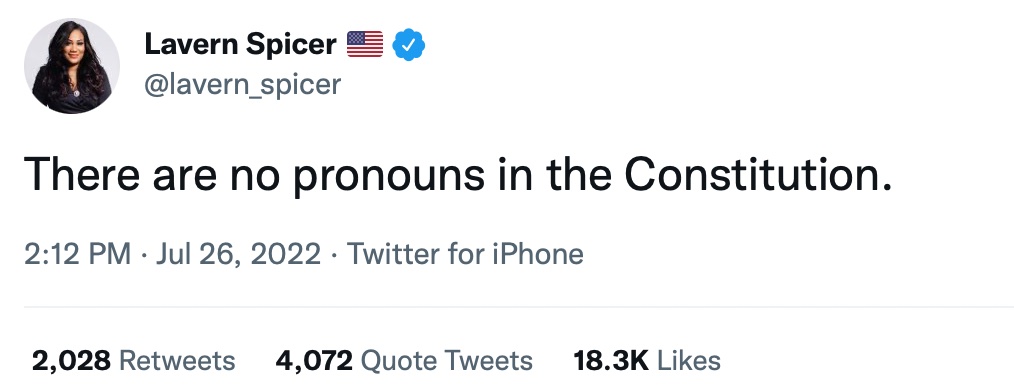 Lavern Spicer 🇺🇸
@lavern_spicer
There are no pronouns in the Constitution.
2:12 PM · Jul 26, 2022 · Twitter for iPhone
2,028 Retweets 4,072 Quote Tweets 18.3K Likes